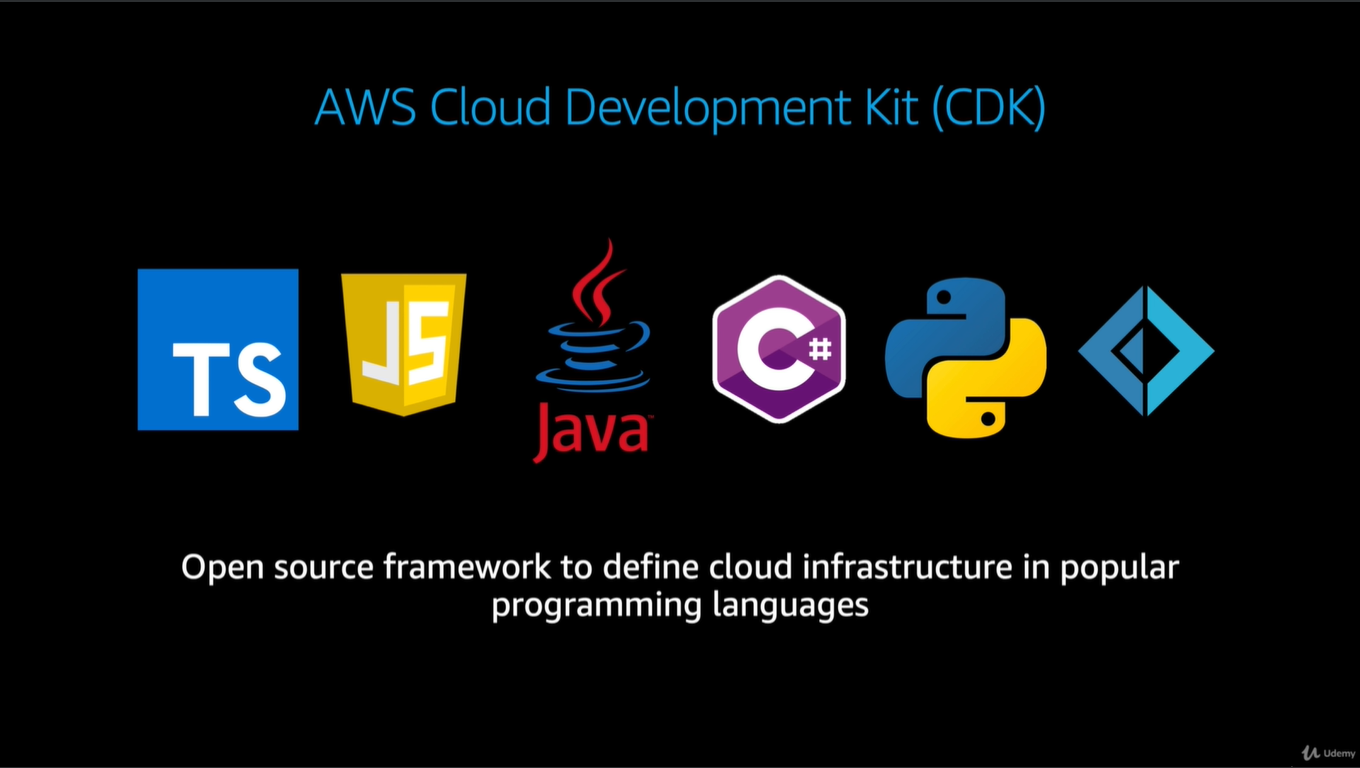 AWS Cloud Development Kit (CDK)
TS
JS
Java™
C#
Open source framework to define cloud infrastructure in popular
programming languages
Udemy